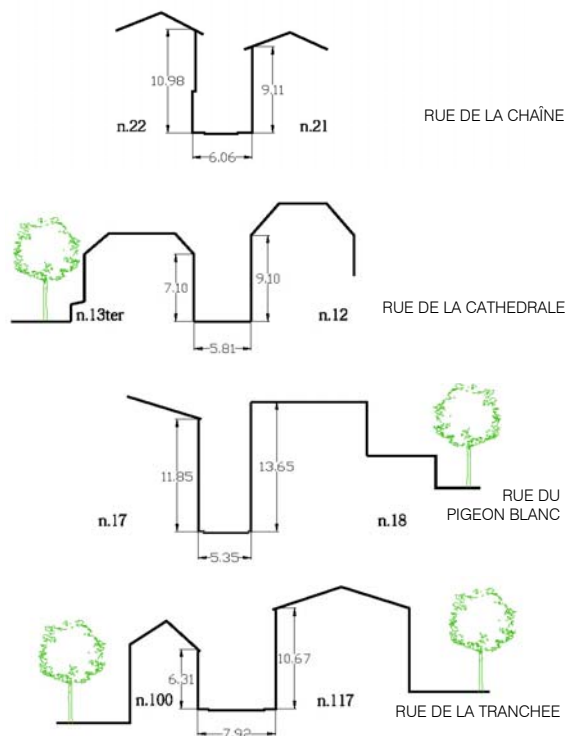 10.98
9.11
n.22
n.21
RUE DE LA CHAÎNE
6.06
7.10
9.10
n.13ter
n.12
RUE DE LA CATHEDRALE
5.81
11.85
13.65
n.17
n.18
RUE DU
PIGEON BLANC
5.35
6.31
10.67
n.100
n.117
RUE DE LA TRANCHEE
7.92